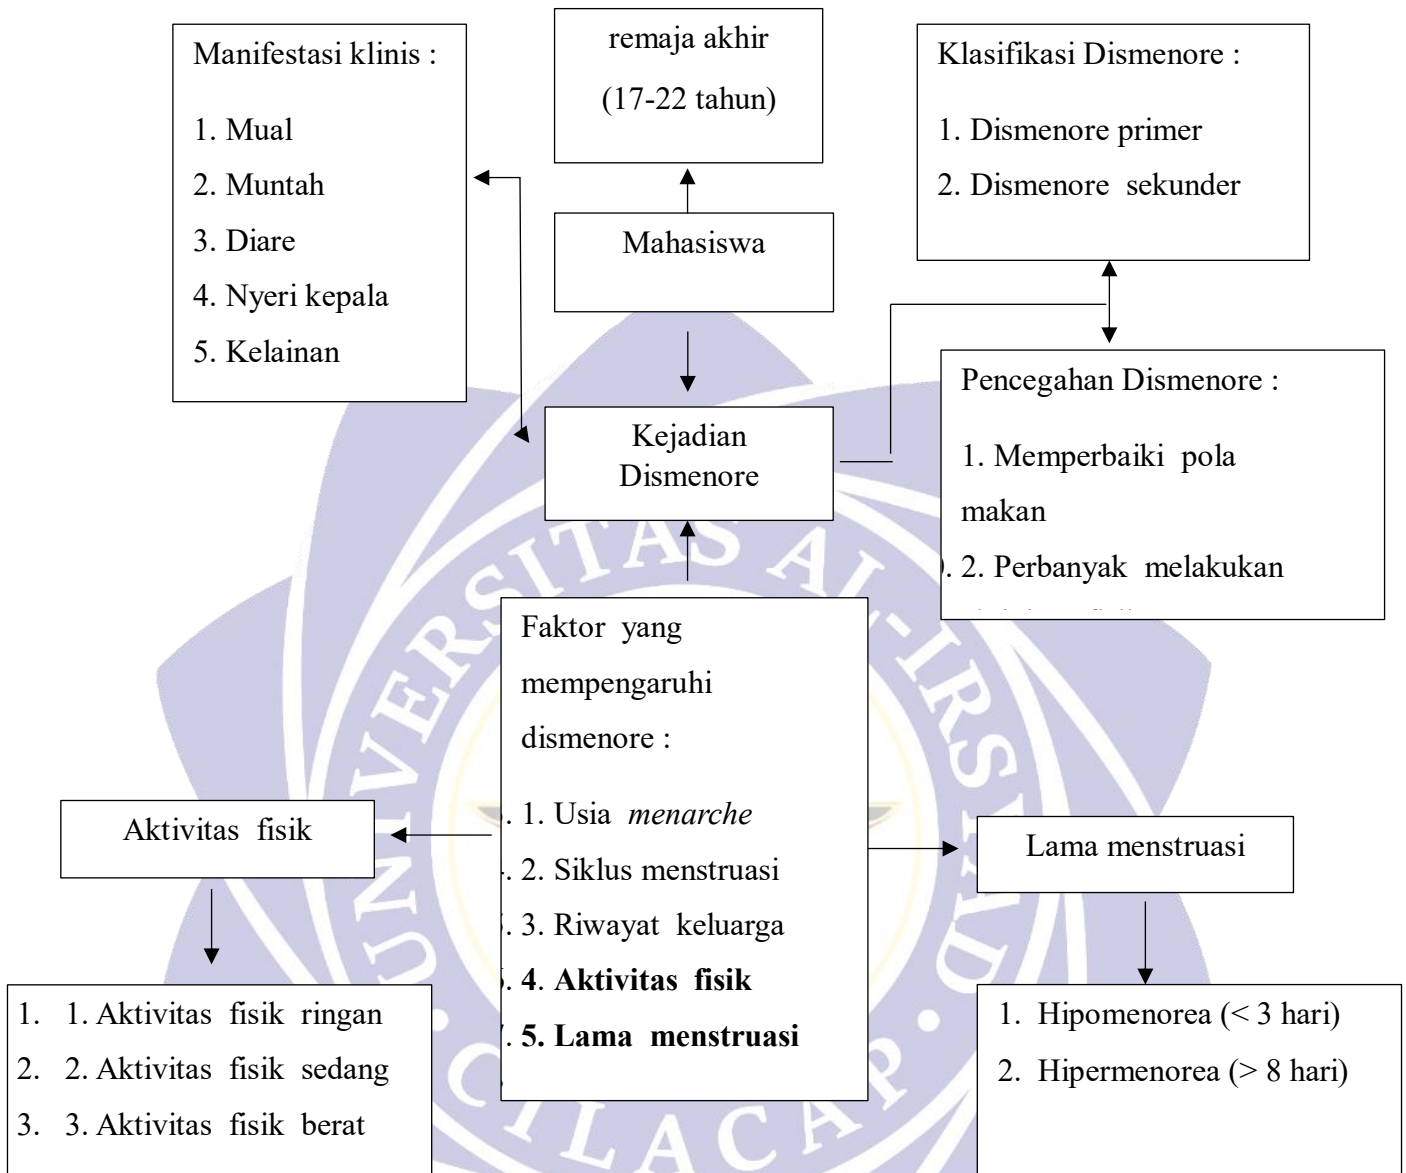 remaja akhir
(17-22 tahun)
Manifestasi klinis :
1. Mual
2. Muntah
3. Diare
4. Nyeri kepala
5. Kelainan
Klasifikasi Dismenore :
1. Dismenore primer
2. Dismenore sekunder
Mahasiswa
Kejadian
Dismenore
Pencegahan Dismenore :
1. Memperbaiki pola
makan
2. Perbanyak melakukan
Faktor yang
mempengaruhi
dismenore :
1. Usia menarche
2. Siklus menstruasi
3. Riwayat keluarga
4. Aktivitas fisik
5. Lama menstruasi
Aktivitas fisik
Lama menstruasi
1. 1. Aktivitas fisik ringan
2. 2. Aktivitas fisik sedang
3. 3. Aktivitas fisik berat
1. Hipomenorea (< 3 hari)
2. Hipermenorea (> 8 hari)
UNIVERSITAS AL-IRSYAD
CILACAP